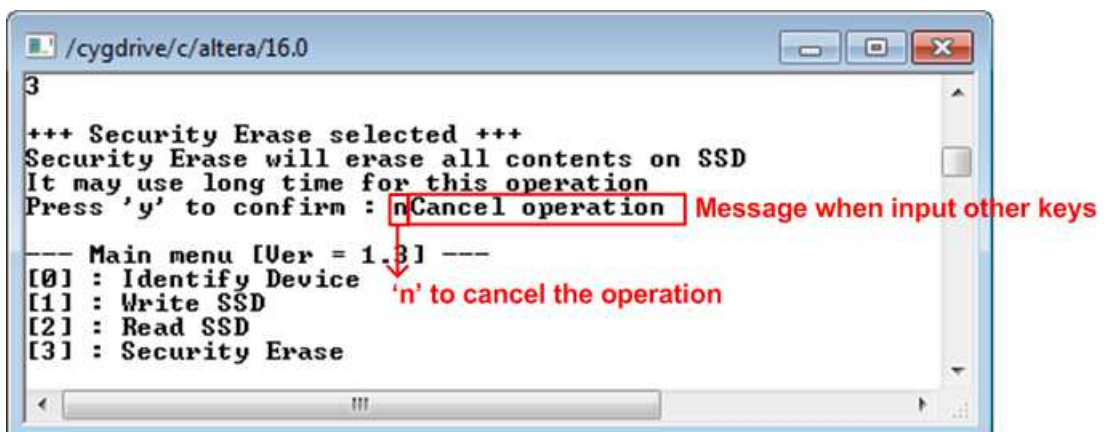 /cygdrive/c/altera/16.0
3
+++ Security Erase selected +++
Security Erase will erase all contents on SSD
It may use long time for this operation
Press 'y' to confirm : nCancel operation Message when input other keys
--- Main menu [Ver = 1.3] ---
[0] : Identify Device
'n' to cancel the operation
[1] : Write SSD
[2] : Read SSD
[3] : Security Erase